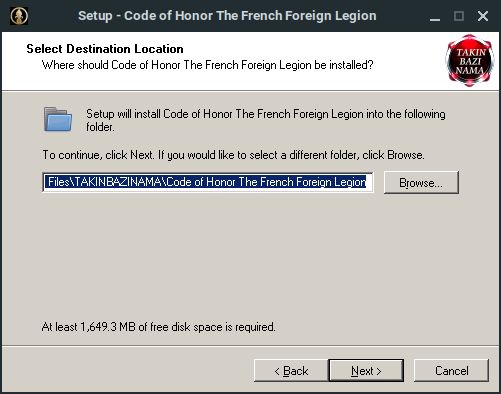 Setup - Code of Honor The French Foreign Legion
Select Destination Location
Where should Code of Honor The French Foreign Legion be installed?
TAKIN
BAZI
NAMA
Setup will install Code of Honor The French Foreign Legion into the following
folder.
To continue, click Next. If you would like to select a different folder, click Browse.
Files\TAKINBAZINAMA\Code of Honor The French Foreign Legion
Browse...
At least 1,649.3 MB of free disk space is required.
< Back
Next >
Cancel